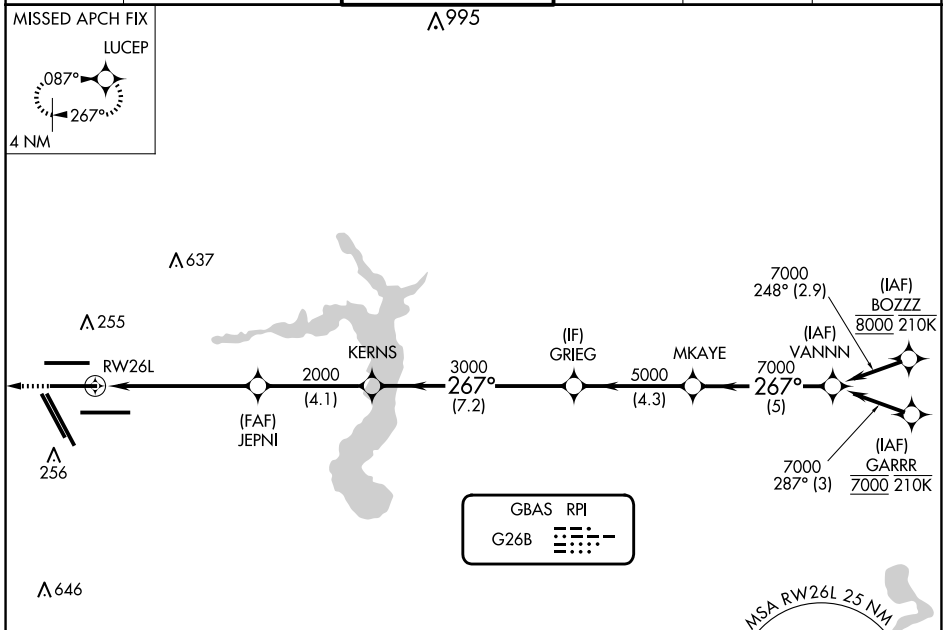 MISSED APCH FIX
LUCEP
087°
267°
4 NM
995
637
255
RW26L
256
646
(FAF)
JEPNI
2000
(4.1)
KERNS
3000
267°
(7.2)
(IF)
GRIEG
5000
(4.3)
MKAYE
7000
267°
(5)
(IAF)
VANNN
7000
248° (2.9)
(IAF)
BOZZZ
8000 210K
7000
287° (3)
(IAF)
GARRR
7000 210K
GBAS RPI
G26B
MSA RW26L 25 NM